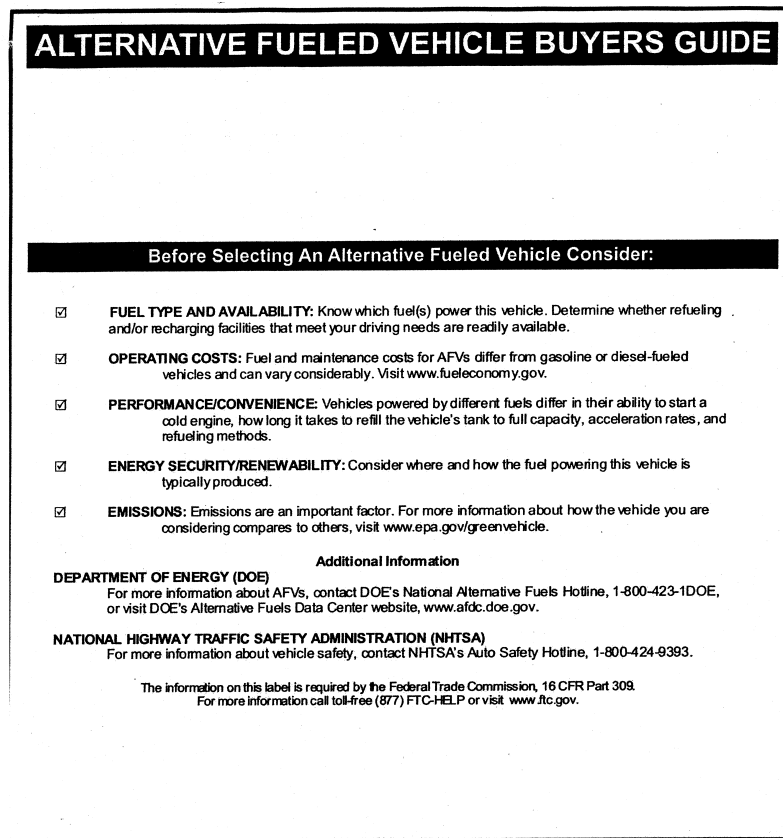 ALTERNATIVE FUELED VEHICLE BUYERS GUIDE
Before Selecting An Alternative Fueled Vehicle Consider:
☑ FUEL TYPE AND AVAILABILITY: Know which fuel(s) power this vehicle. Determine whether refueling
and/or recharging facilities that meet your driving needs are readily available.
☑ OPERATING COSTS: Fuel and maintenance costs for AFVs differ from gasoline or diesel-fueled
vehicles and can vary considerably. Visit www.fueleconomy.gov.
☑ PERFORMANCE/CONVENIENCE: Vehicles powered by different fuels differ in their ability to start a
cold engine, how long it takes to refill the vehicle's tank to full capacity, acceleration rates, and
refueling methods.
☑ ENERGY SECURITY/RENEWABILITY: Consider where and how the fuel powering this vehicle is
typically produced.
☑ EMISSIONS: Emissions are an important factor. For more information about how the vehicle you are
considering compares to others, visit www.epa.gov/greenvehicle.
Additional Information
DEPARTMENT OF ENERGY (DOE)
For more information about AFVs, contact DOE's National Alternative Fuels Hotline, 1-800-423-1DOE,
or visit DOE's Alternative Fuels Data Center website, www.afdc.doe.gov.
NATIONAL HIGHWAY TRAFFIC SAFETY ADMINISTRATION (NHTSA)
For more information about vehicle safety, contact NHTSA's Auto Safety Hotline, 1-800-424-9393.
The information on this label is required by the Federal Trade Commission, 16 CFR Part 309.
For more information call toll-free (877) FTC-HELP or visit www.ftc.gov.